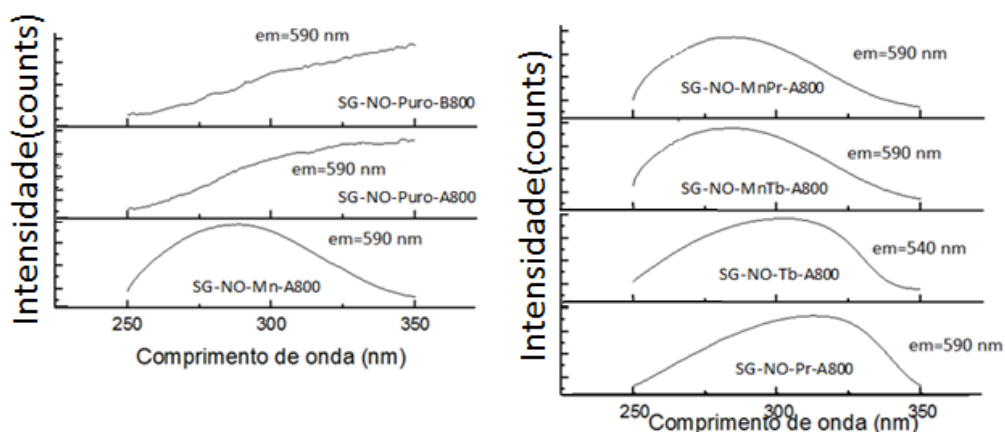 Intensidade(counts)
em=590 nm
SG-NO-Puro-B800
em=590 nm
SG-NO-Puro-A800
em=590 nm
SG-NO-Mn-A800
250 300 350
Comprimento de onda (nm)
Intensidade(counts)
em=590 nm
SG-NO-MnPr-A800
em=590 nm
SG-NO-MnTb-A800
em=540 nm
SG-NO-Tb-A800
em=590 nm
SG-NO-Pr-A800
250 300 350
Comprimento de onda (nm)